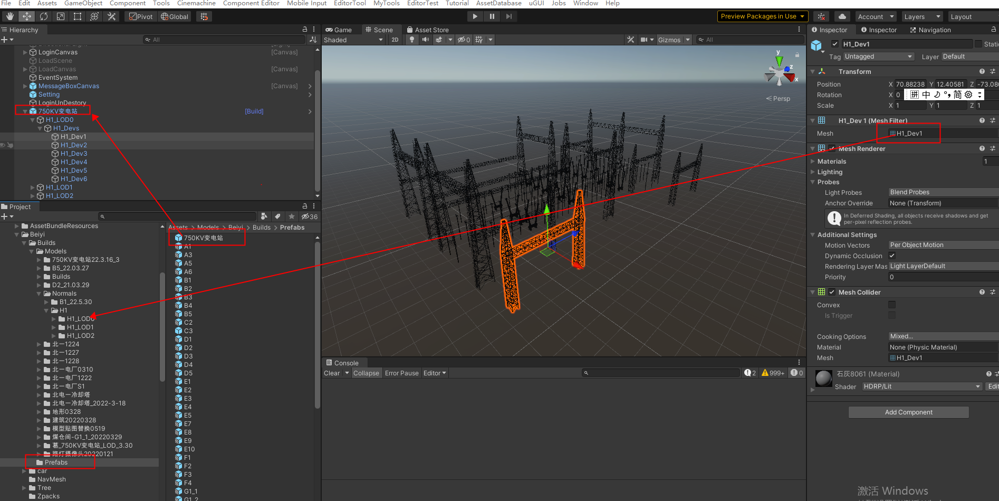 File Edit Assets GameObject Component Tools Cinemachine Component Editor Mobile Input EditorTool MyTools EditorTest Tutorial AssetDatabase uGUI Jobs Window Help
Pivot Global Preview Packages in Use Account Layers Layout
Hierarchy
All
LoginCanvas [Canvas]
LoadScene
LoadCanvas [Canvas]
EventSystem
MessageBoxCanvas [Canvas]
Setting
LoginUnDestory
750KV变电站 [Build]
H1_LOD0
H1_Devs
H1_Dev1
H1_Dev2
H1_Dev3
H1_Dev4
H1_Dev5
H1_Dev6
H1_LOD1
H1_LOD2
Project
36
AssetBundleResources
Beiyi
Builds
Models
750KV变电站22.3.16_3
B5_22.03.27
Builds
D2_21.03.29
Normals
B1_22.5.30
H1
H1_LOD0
H1_LOD1
H1_LOD2
北一1224
北一1227
北一1228
北一电厂0310
北一电厂1222
北一电厂S1
北电一冷却塔
北电一冷却塔_2022-3-18
地形0328
建筑20220328
模型贴图替换0519
煤仓间-G1_1_20220329
葛_750KV变电站_LOD_3.30
路灯摄像头20220121
Prefabs
car
NavMesh
Tree
Zpacks
Assets > Models > Beiyi > Builds > Prefabs
750KV变电站
A1
A3
A5
A6
B1
B2
B3
B4
B5
C2
C3
D1
D2
D3
D4
D5
E1
E2
E3
E4
E5
E7
E8
E9
E10
F1
F2
F3
F4
G1_1
G1_2
Game Scene Asset Store
Shaded 2D 0 Gizmos All
y
z
x
Persp
Console
Clear Collapse Error Pause Editor 2 999+ 0
Inspector Inspector Navigation
H1_Dev1 Static
Tag Untagged Layer Default
Transform
Position X 70.88238 Y 12.40581 Z -73.080
Rotation X 0 拼 中 简
Scale X 1 Y 1 Z 1
H1_Dev 1 (Mesh Filter)
Mesh H1_Dev1
Mesh Renderer
Materials 1
Lighting
Probes
Light Probes Blend Probes
Anchor Override None (Transform)
In Deferred Shading, all objects receive shadows and get
per-pixel reflection probes.
Additional Settings
Motion Vectors Per Object Motion
Dynamic Occlusion
Rendering Layer Mas Light LayerDefault
Priority 0
Mesh Collider
Convex
Is Trigger
Cooking Options Mixed...
Material None (Physic Material)
Mesh H1_Dev1
石灰8061 (Material)
Shader HDRP/Lit Edit
Add Component
激活 Windows